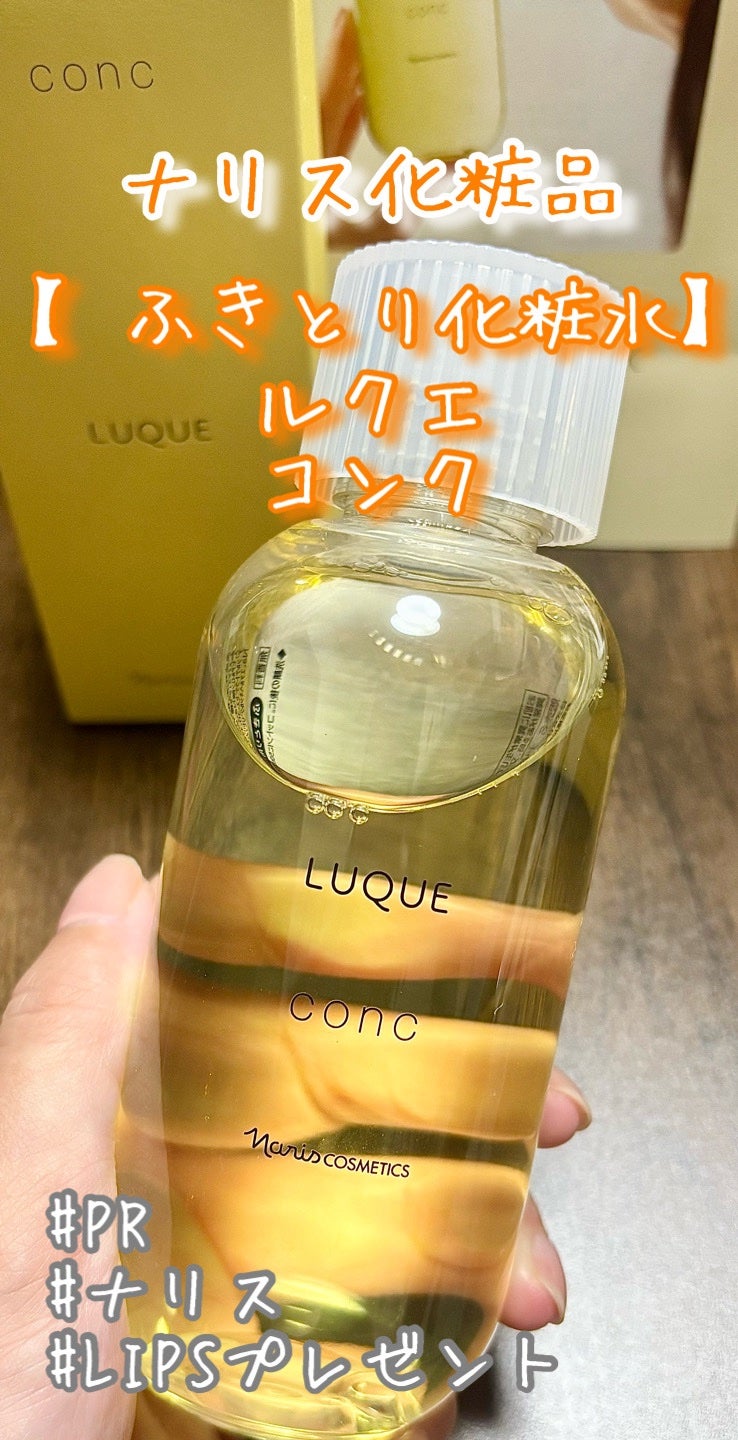 conc
conc
ナリス化粧品
【 ふきとり化粧水】
ルクエ
コンク
LUQUE
LUQUE
conc
Naris COSMETICS
#PR
#ナリス
#LIPSプレゼント